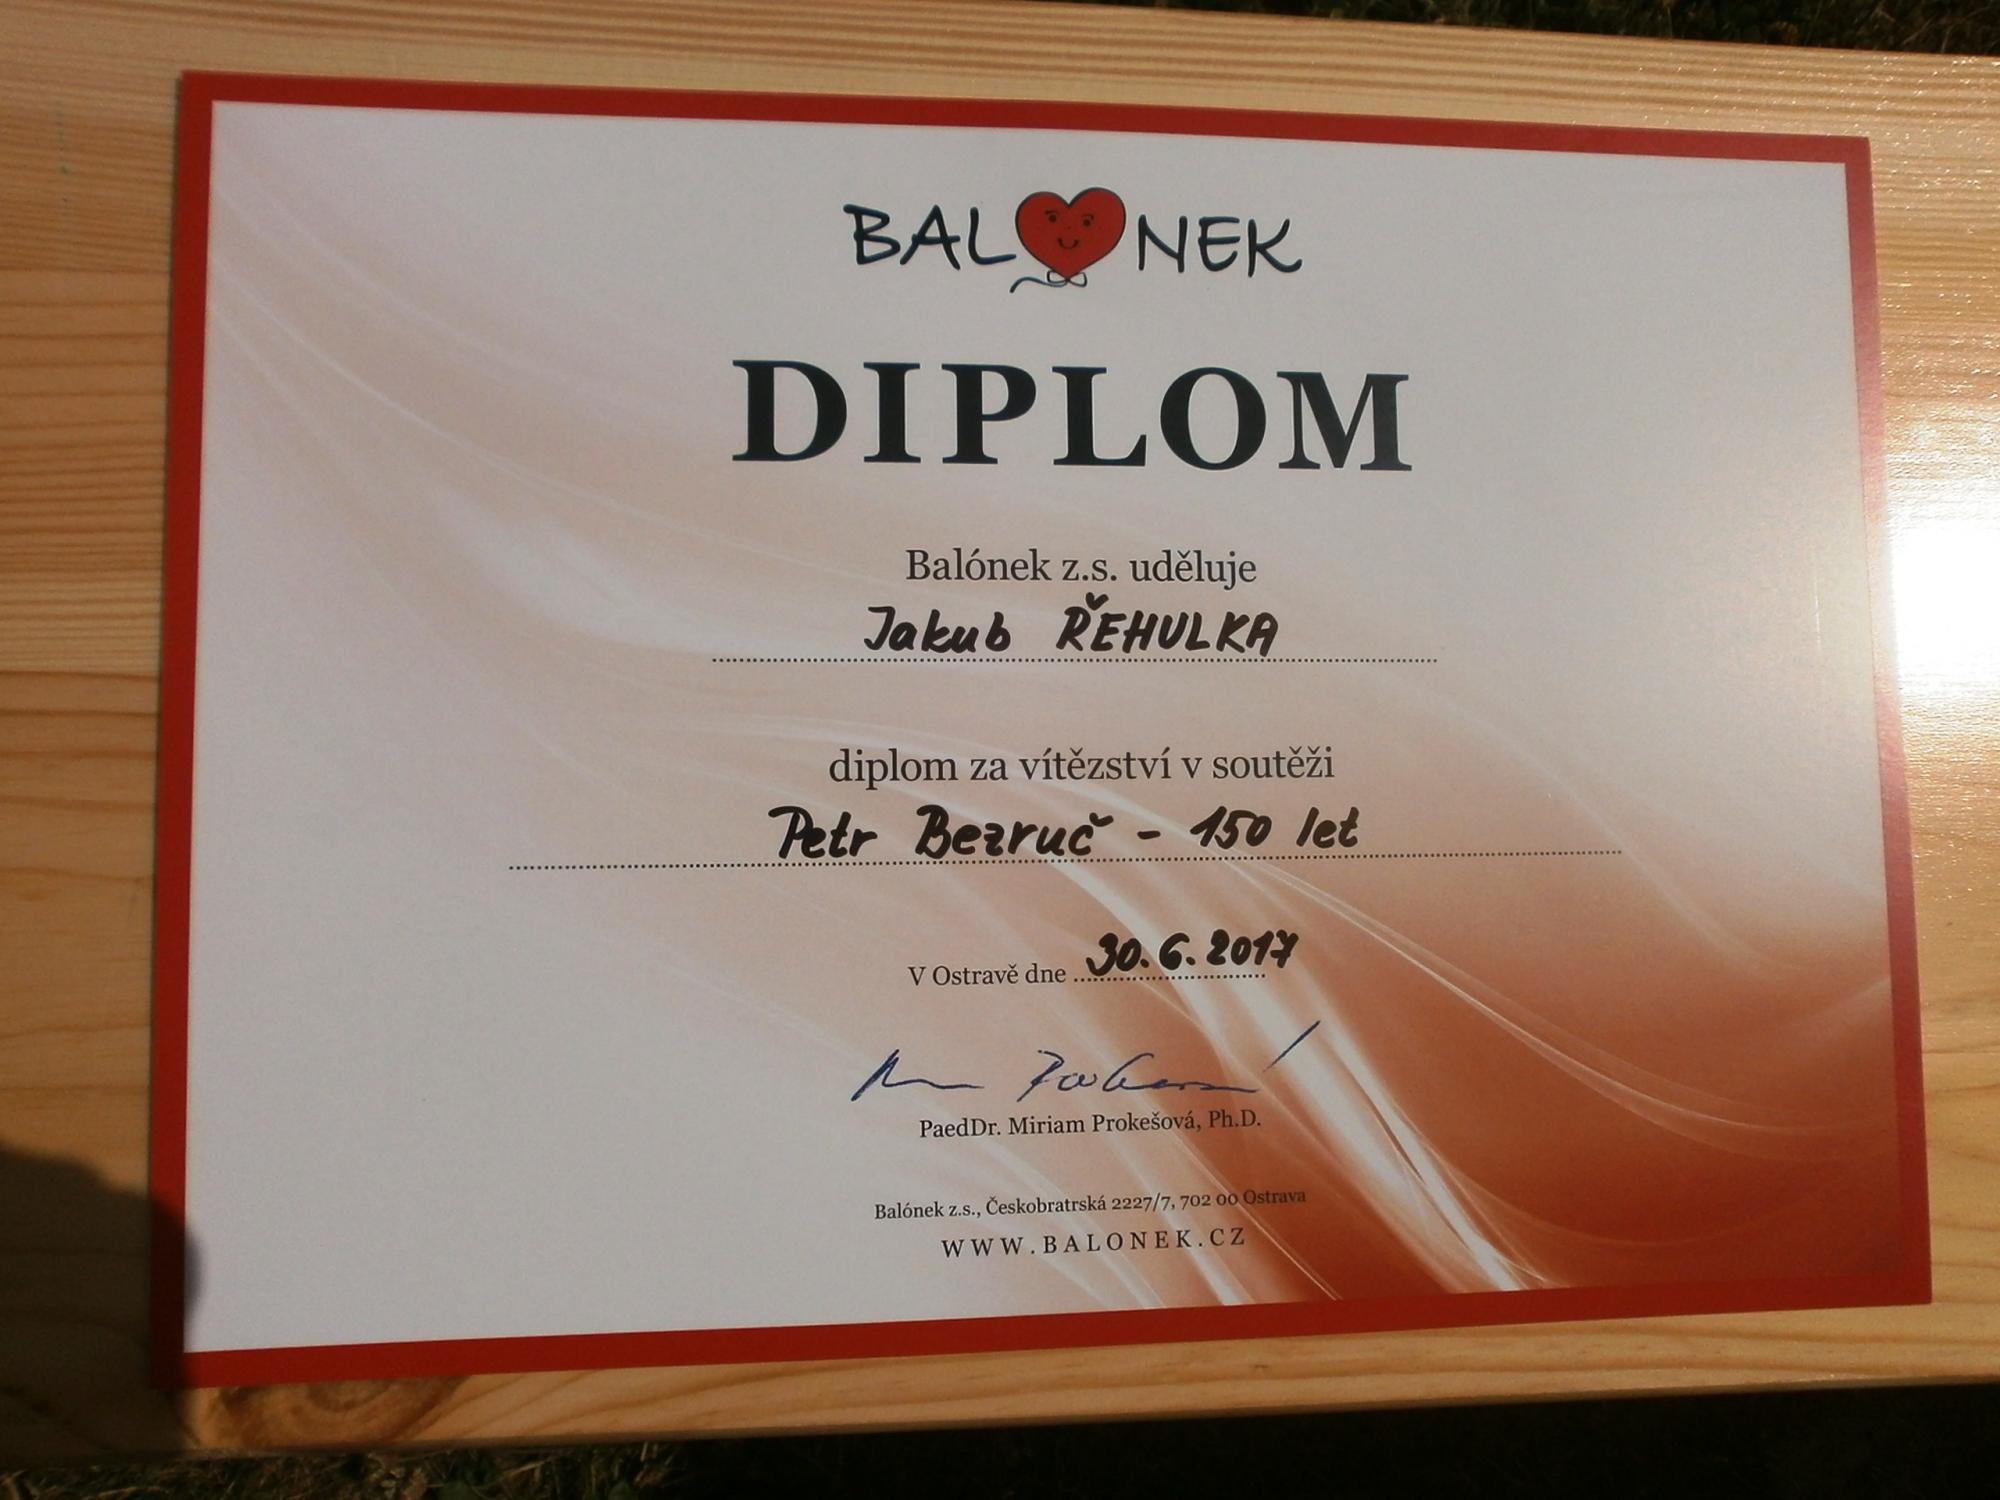 BALONEK
DIPLOM
Balónek z.s. uděluje
Jakub ŘEHULKA
diplom za vítězství v soutěži
Petr Bezruč - 150 let
V Ostravě dne 30.6.2017
PaedDr. Miriam Prokešová, Ph.D.
Balónek z.s., Českobratrská 2227/7, 702 00 Ostrava
WWW.BALONEK.CZ